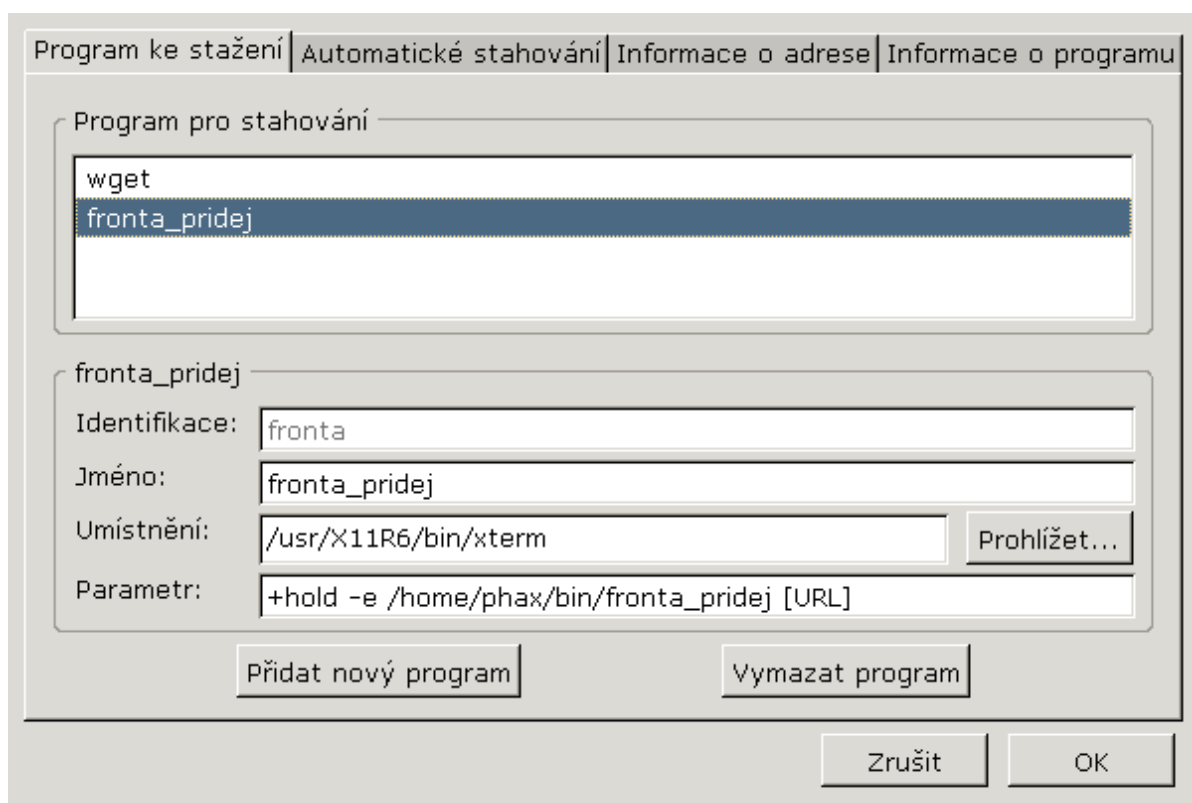 Program ke stažení Automatické stahování Informace o adrese Informace o programu
Program pro stahování
wget
fronta_pridej
fronta_pridej
Identifikace: fronta
Jméno: fronta_pridej
Umístnění: /usr/X11R6/bin/xterm Prohlížet...
Parametr: +hold -e /home/phax/bin/fronta_pridej [URL]
Přidat nový program Vymazat program
Zrušit OK